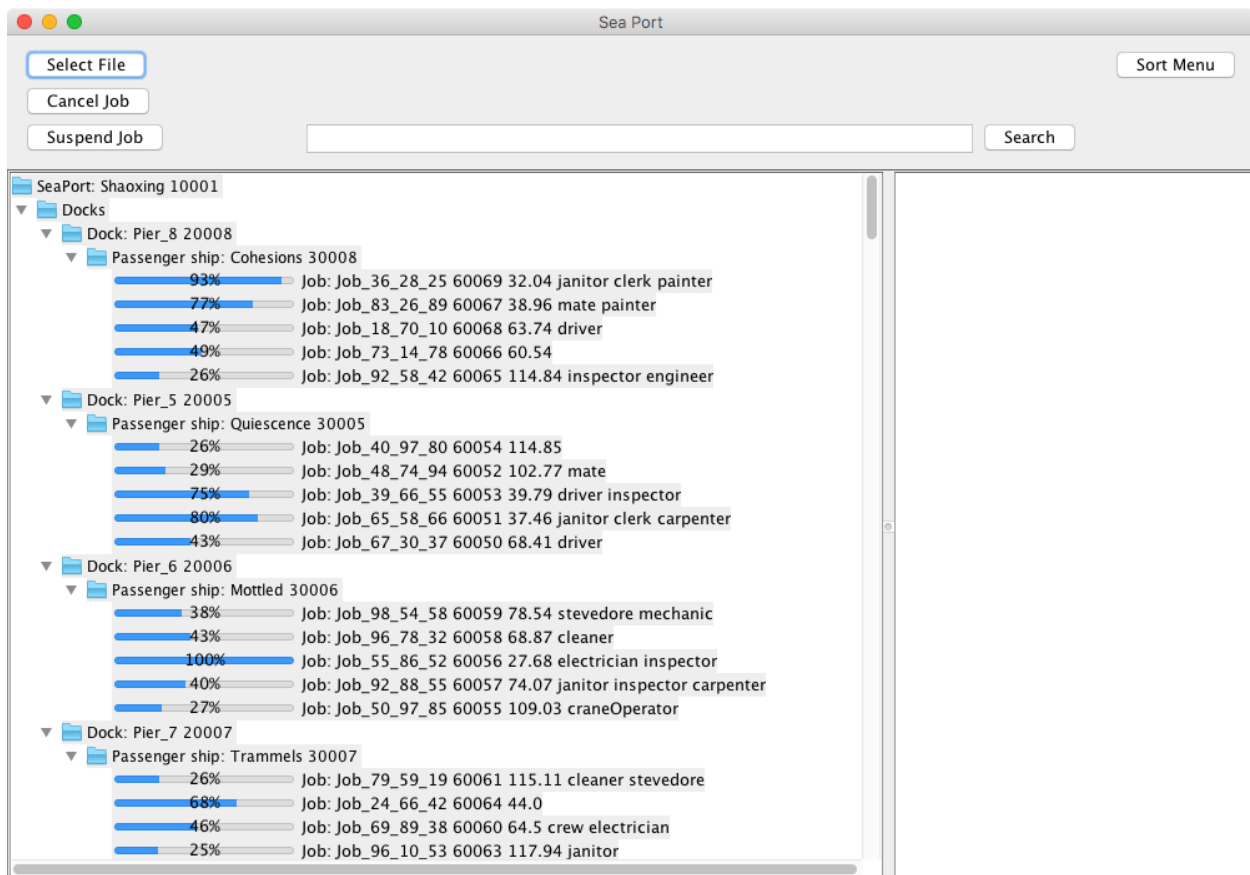 Sea Port
Select File
Sort Menu
Cancel Job
Suspend Job
Search
SeaPort: Shaoxing 10001
Docks
Dock: Pier_8 20008
Passenger ship: Cohesions 30008
93% Job: Job_36_28_25 60069 32.04 janitor clerk painter
77% Job: Job_83_26_89 60067 38.96 mate painter
47% Job: Job_18_70_10 60068 63.74 driver
49% Job: Job_73_14_78 60066 60.54
26% Job: Job_92_58_42 60065 114.84 inspector engineer
Dock: Pier_5 20005
Passenger ship: Quiescence 30005
26% Job: Job_40_97_80 60054 114.85
29% Job: Job_48_74_94 60052 102.77 mate
75% Job: Job_39_66_55 60053 39.79 driver inspector
80% Job: Job_65_58_66 60051 37.46 janitor clerk carpenter
43% Job: Job_67_30_37 60050 68.41 driver
Dock: Pier_6 20006
Passenger ship: Mottled 30006
38% Job: Job_98_54_58 60059 78.54 stevedore mechanic
43% Job: Job_96_78_32 60058 68.87 cleaner
100% Job: Job_55_86_52 60056 27.68 electrician inspector
40% Job: Job_92_88_55 60057 74.07 janitor inspector carpenter
27% Job: Job_50_97_85 60055 109.03 craneOperator
Dock: Pier_7 20007
Passenger ship: Trammels 30007
26% Job: Job_79_59_19 60061 115.11 cleaner stevedore
68% Job: Job_24_66_42 60064 44.0
46% Job: Job_69_89_38 60060 64.5 crew electrician
25% Job: Job_96_10_53 60063 117.94 janitor